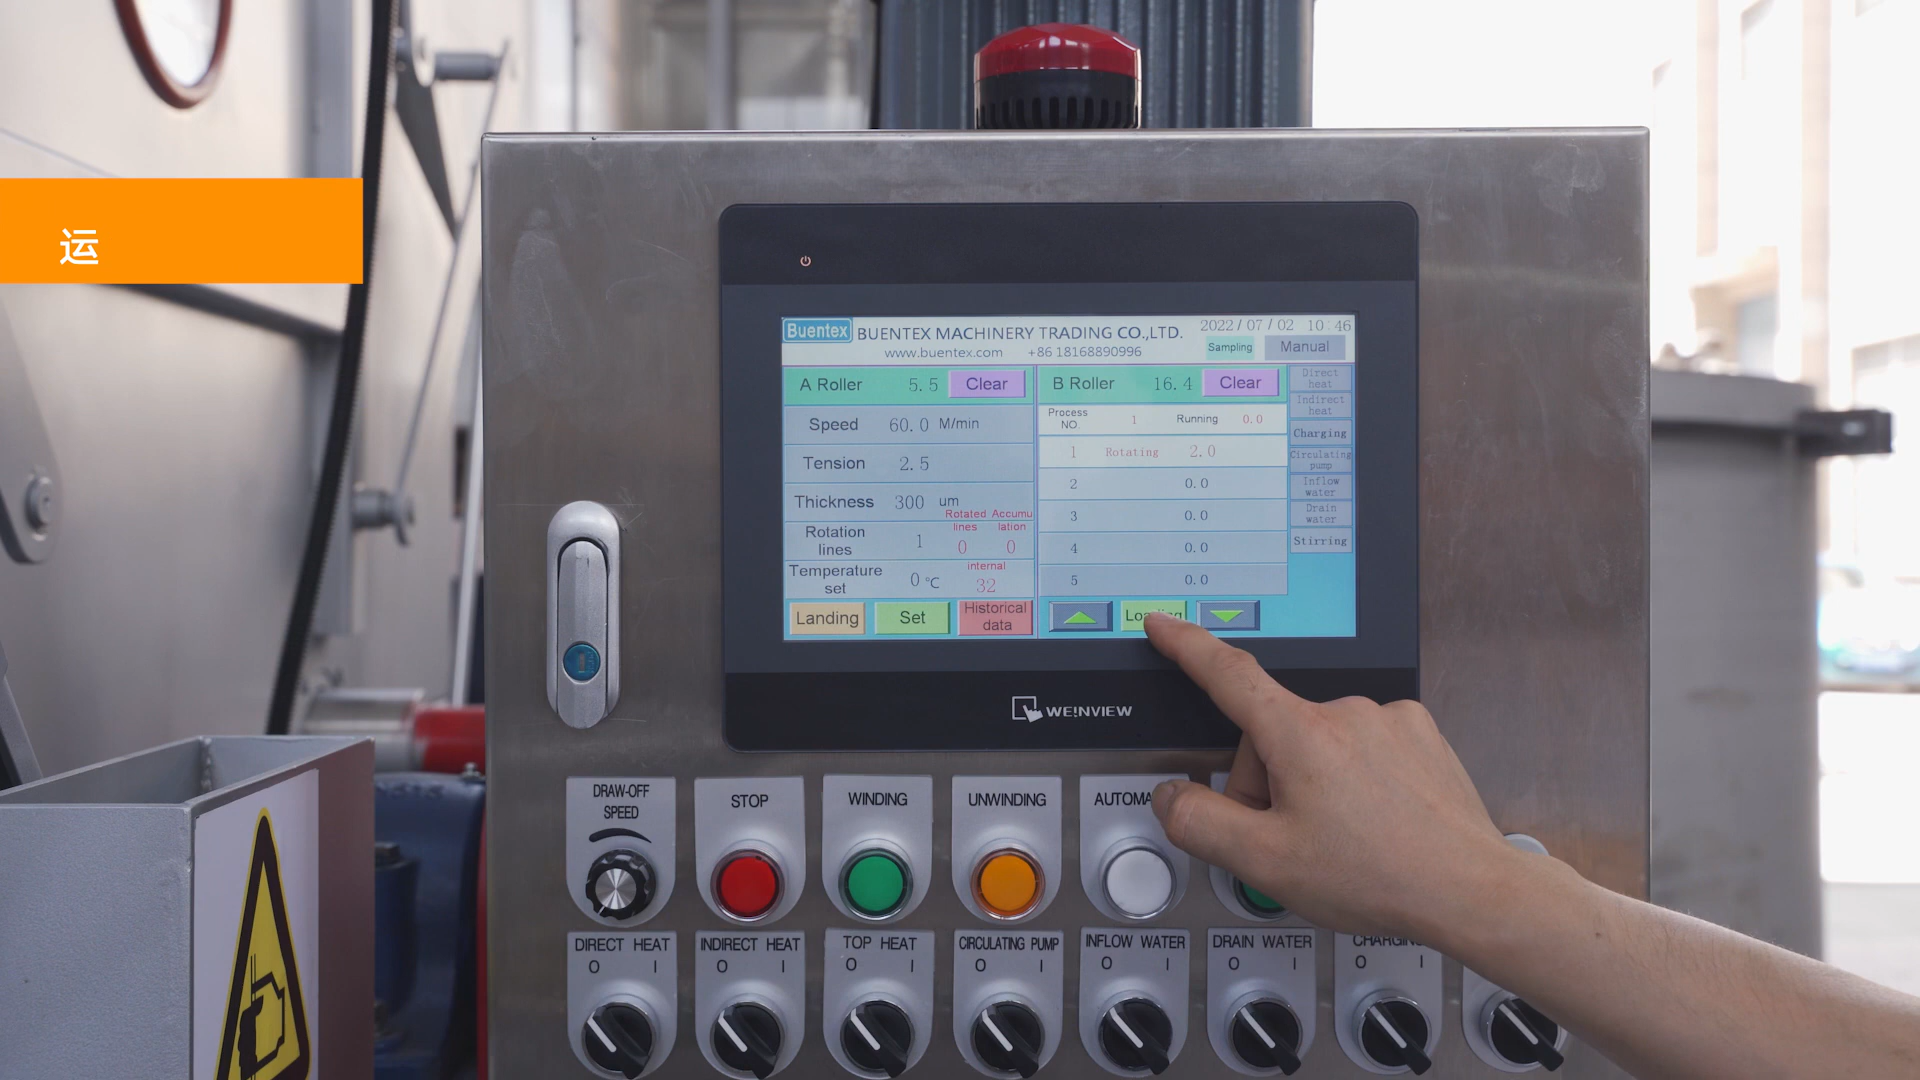 运
Buentex
BUENTEX MACHINERY TRADING CO.,LTD.
www.buentex.com +86 18168890996
2022/07/02 10:46
Sampling Manual
A Roller 5.5 Clear
Speed 60.0 M/min
Tension 2.5
Thickness 300 um
Rotated lines Accumu lation
Rotation lines 1 0 0
Temperature set 0 ℃ internal 32
Landing Set Historical data
B Roller 16.4 Clear
Process NO. 1 Running 0.0
1 Rotating 2.0
2 0.0
3 0.0
4 0.0
5 0.0
Direct heat
Indirect heat
Charging
Circulating pump
Inflow water
Drain water
Stirring
WEINVIEW
DRAW-OFF SPEED
STOP
WINDING
UNWINDING
DIRECT HEAT
O I
INDIRECT HEAT
O I
TOP HEAT
O I
CIRCULATING PUMP
O I
INFLOW WATER
O I
DRAIN WATER
O I
CHARGING
O I